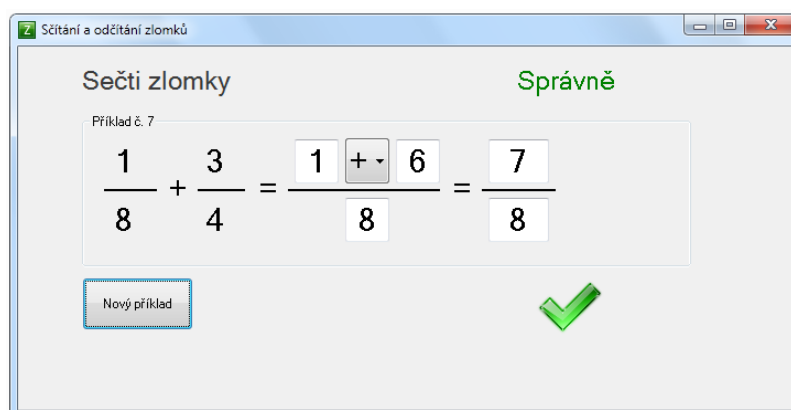 Z Sčítání a odčítání zlomků
Sečti zlomky Správně
Příklad č. 7
1/8 + 3/4 = 1 + 6/8 = 7/8
Nový příklad